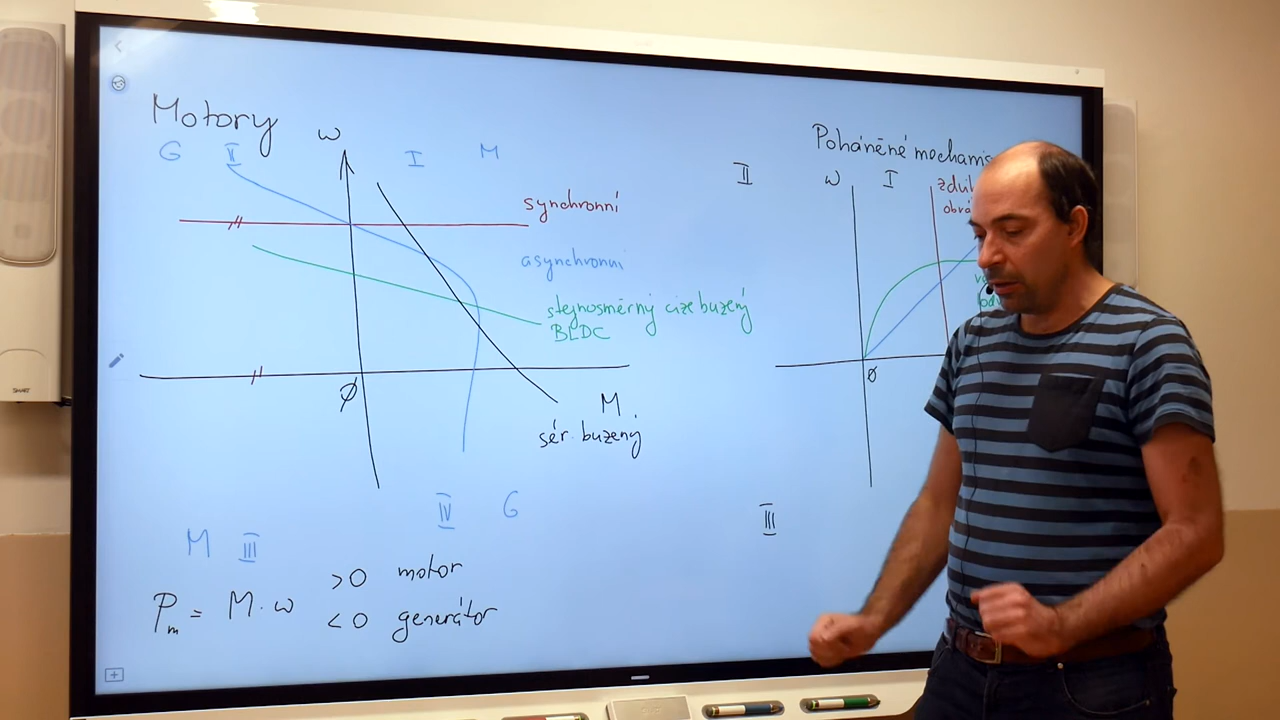 Motory
ω
G II I M
synchronní
asynchronní
stejnosměrný cize buzený
BLDC
∅
M
sér. buzený
IV G
M III
Pm = M·ω
>0 motor
<0 generátor
Poháněné
II ω I
∅
III
SMART